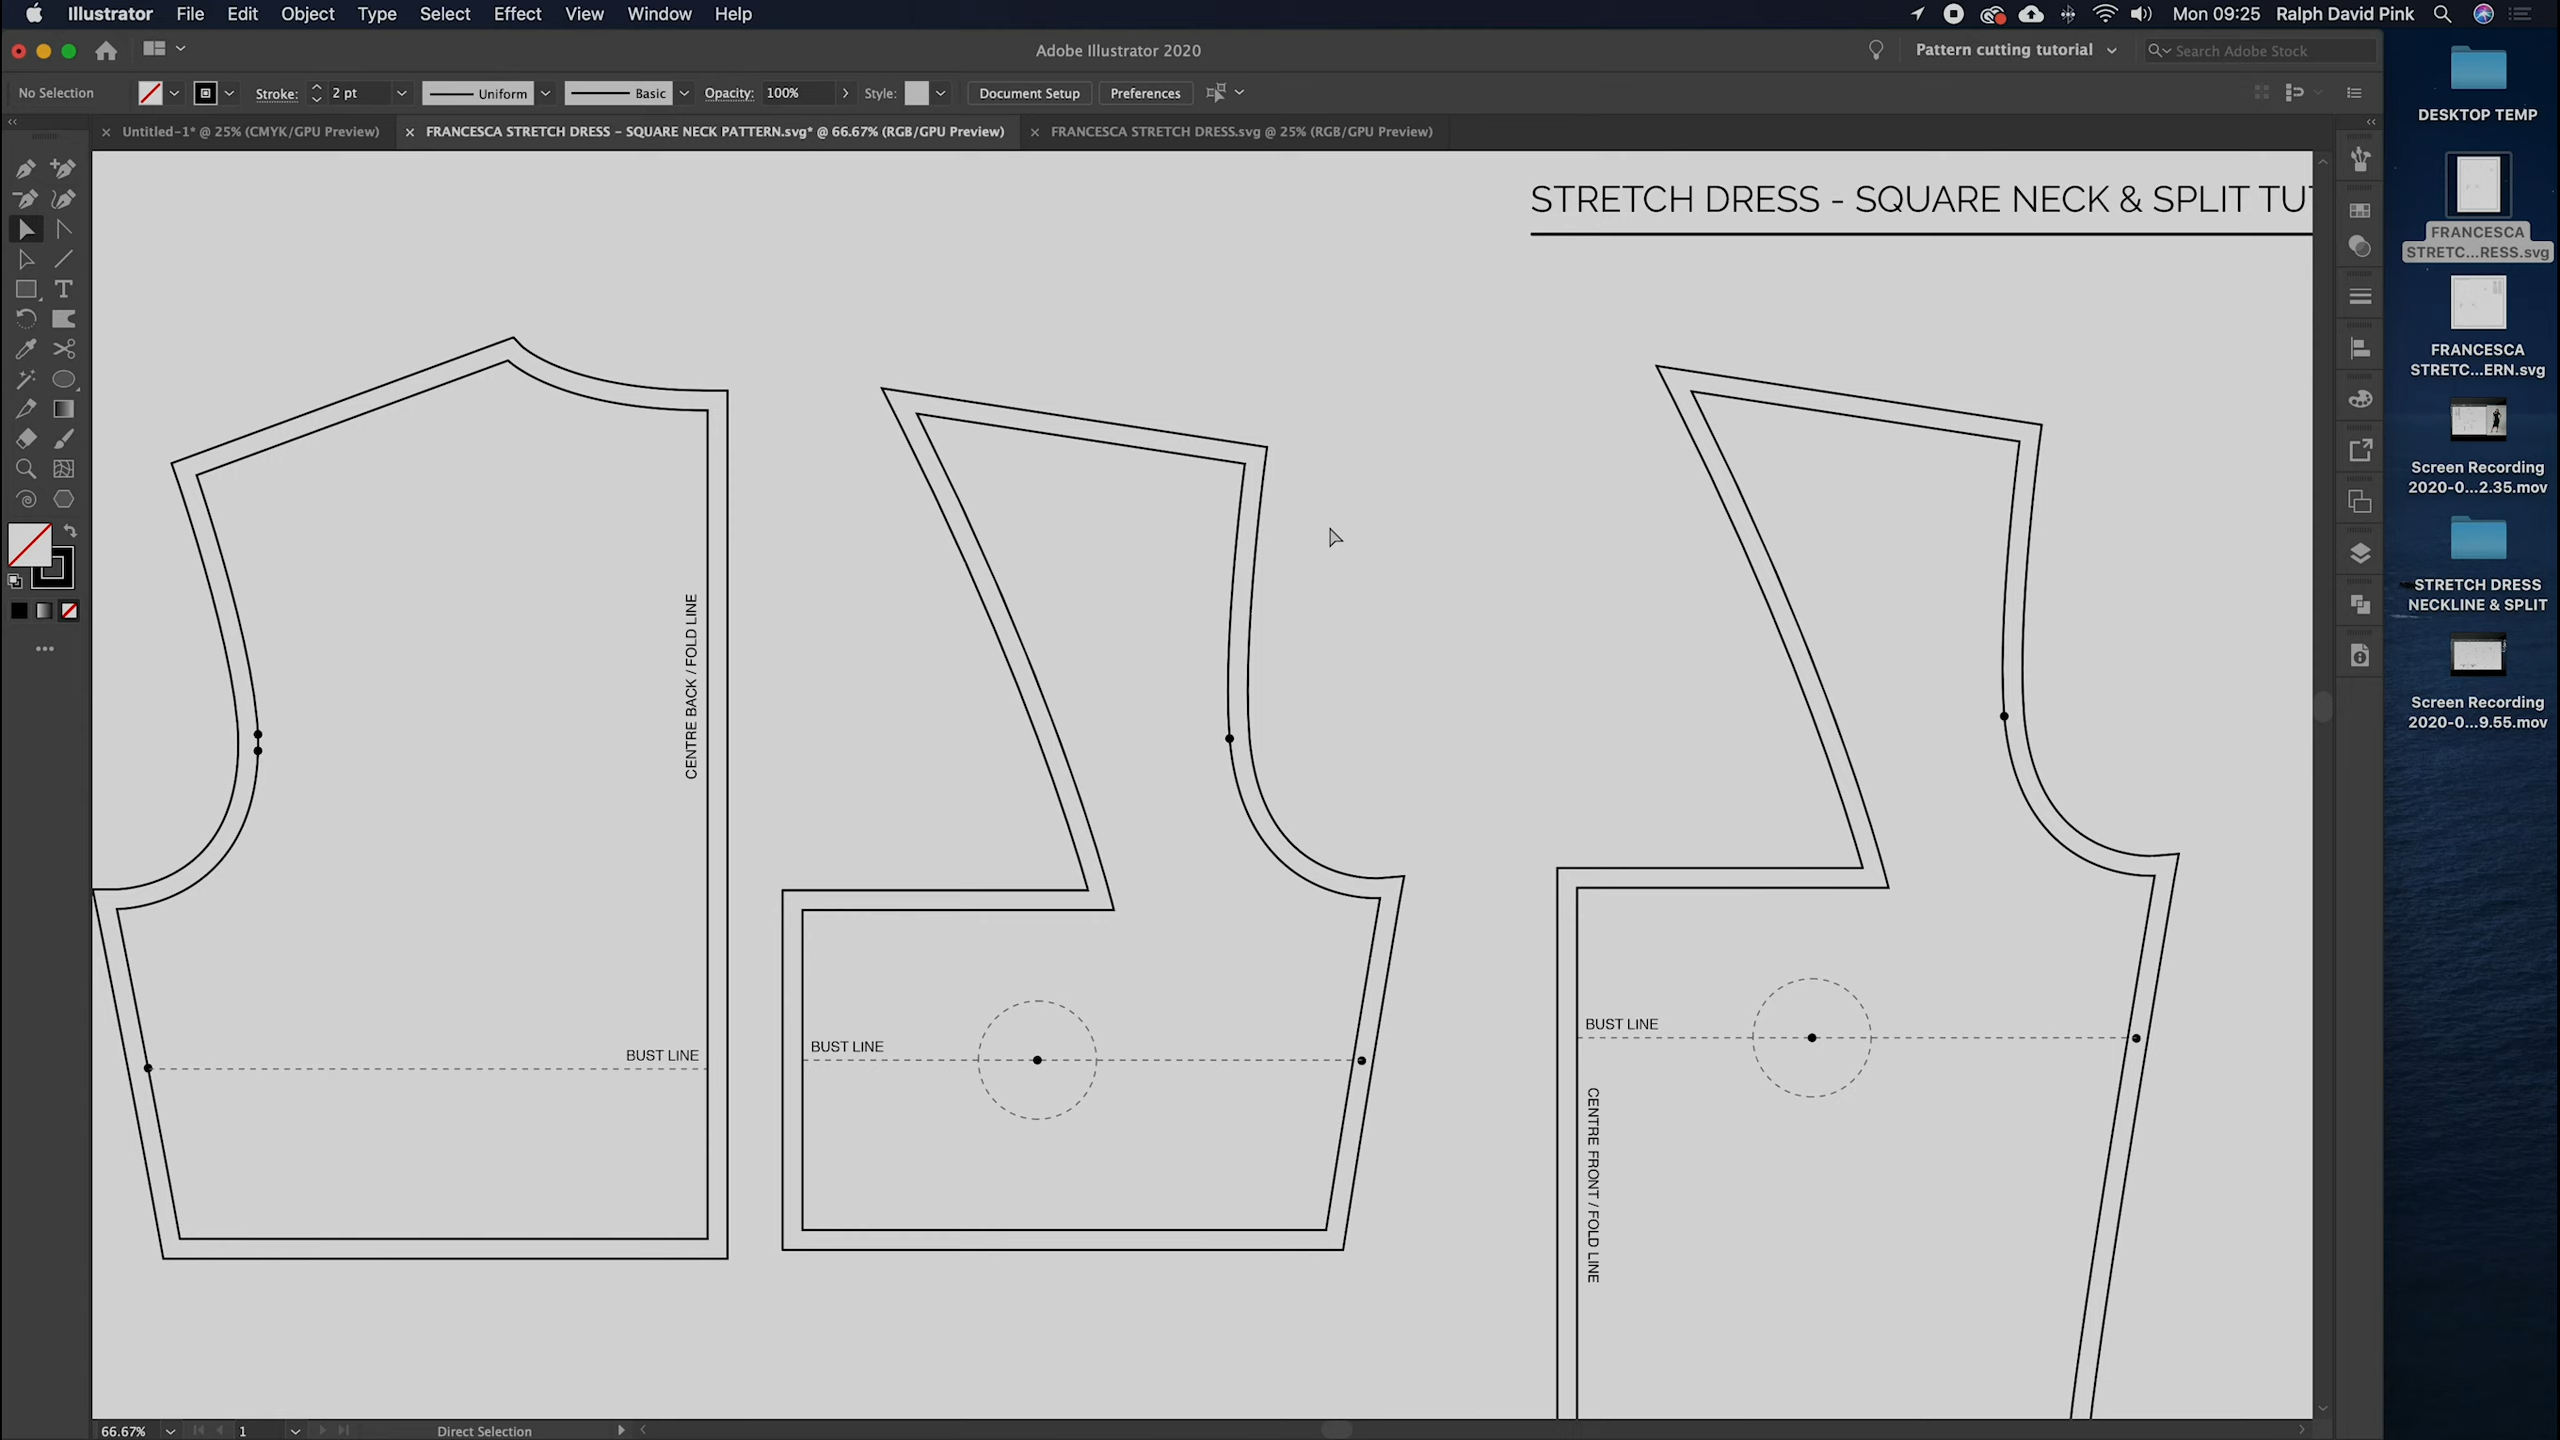 Illustrator File Edit Object Type Select Effect View Window Help
Mon 09:25 Ralph David Pink
Adobe Illustrator 2020
Pattern cutting tutorial
Search Adobe Stock
No Selection
Stroke: 2 pt
Uniform
Basic
Opacity: 100%
Style:
Document Setup
Preferences
Untitled-1* @ 25% (CMYK/GPU Preview)
FRANCESCA STRETCH DRESS - SQUARE NECK PATTERN.svg* @ 66.67% (RGB/GPU Preview)
FRANCESCA STRETCH DRESS.svg @ 25% (RGB/GPU Preview)
STRETCH DRESS - SQUARE NECK & SPLIT TU
CENTRE BACK / FOLD LINE
BUST LINE
BUST LINE
BUST LINE
CENTRE FRONT / FOLD LINE
DESKTOP TEMP
FRANCESCA
STRETC...RESS.svg
FRANCESCA
STRETC...ERN.svg
Screen Recording
2020-0...2.35.mov
STRETCH DRESS
NECKLINE & SPLIT
Screen Recording
2020-0...9.55.mov
66.67%
1
Direct Selection